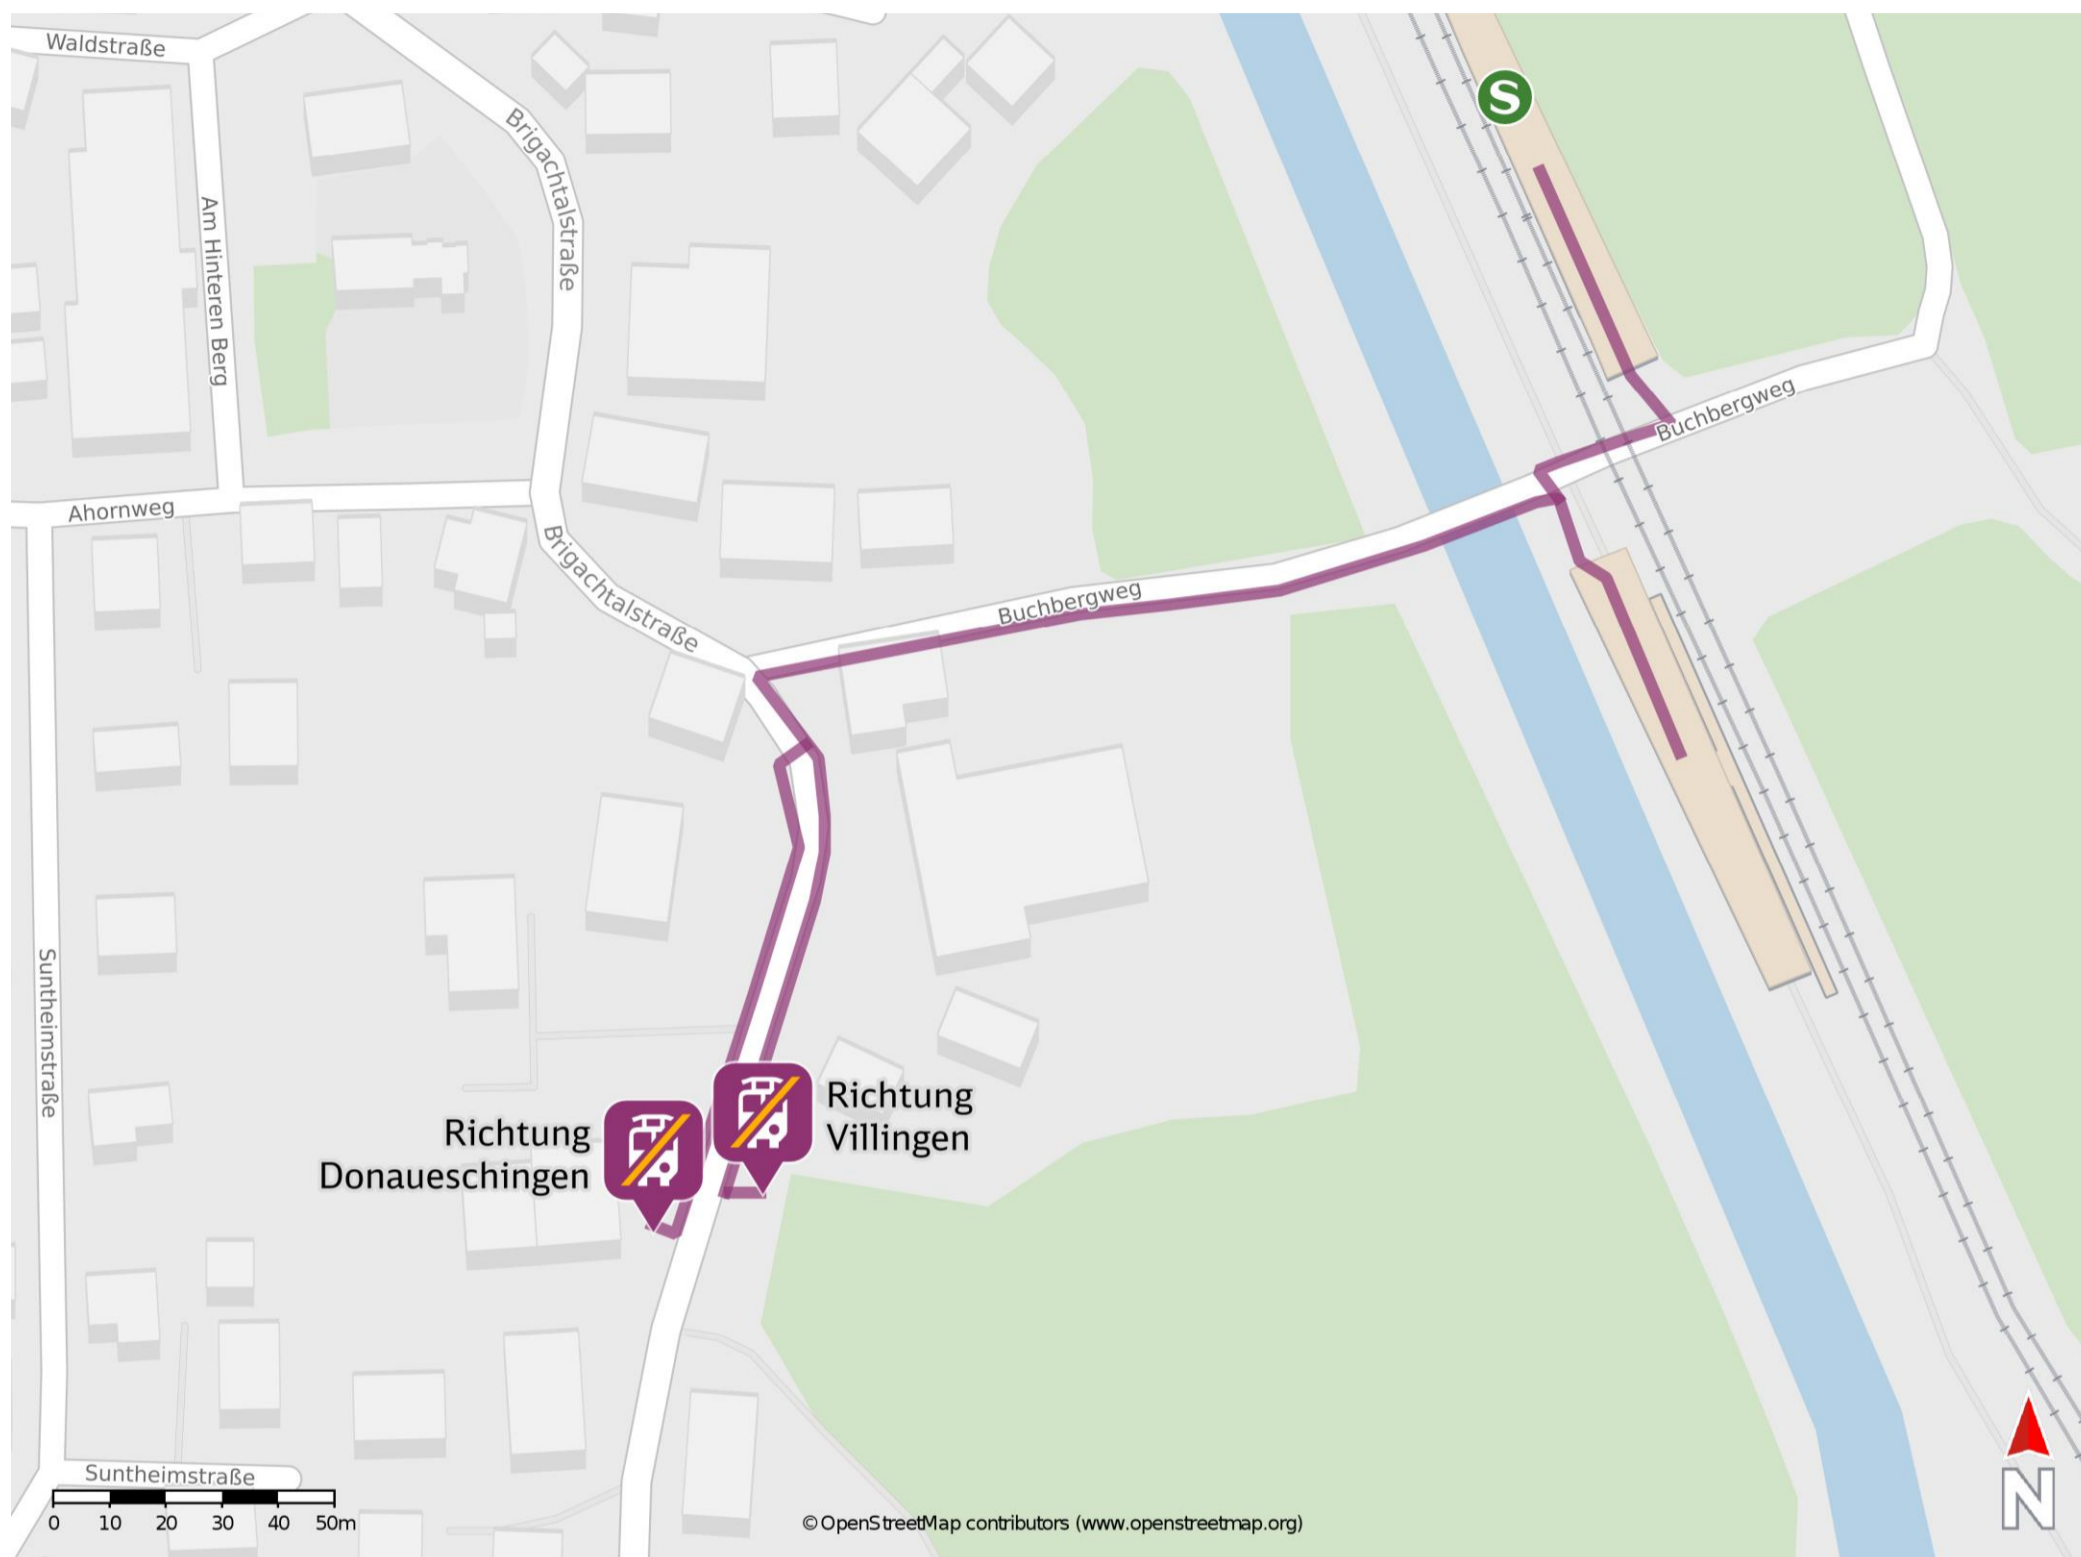 Waldstraße
S
Brigachtalstraße
Am Hinteren Berg
Buchbergweg
Ahornweg
Brigachtalstraße
Buchbergweg
Suntheimstraße
Richtung
Villingen
Richtung
Donaueschingen
Suntheimstraße
0 10 20 30 40 50m
© OpenStreetMap contributors (www.openstreetmap.org)
N